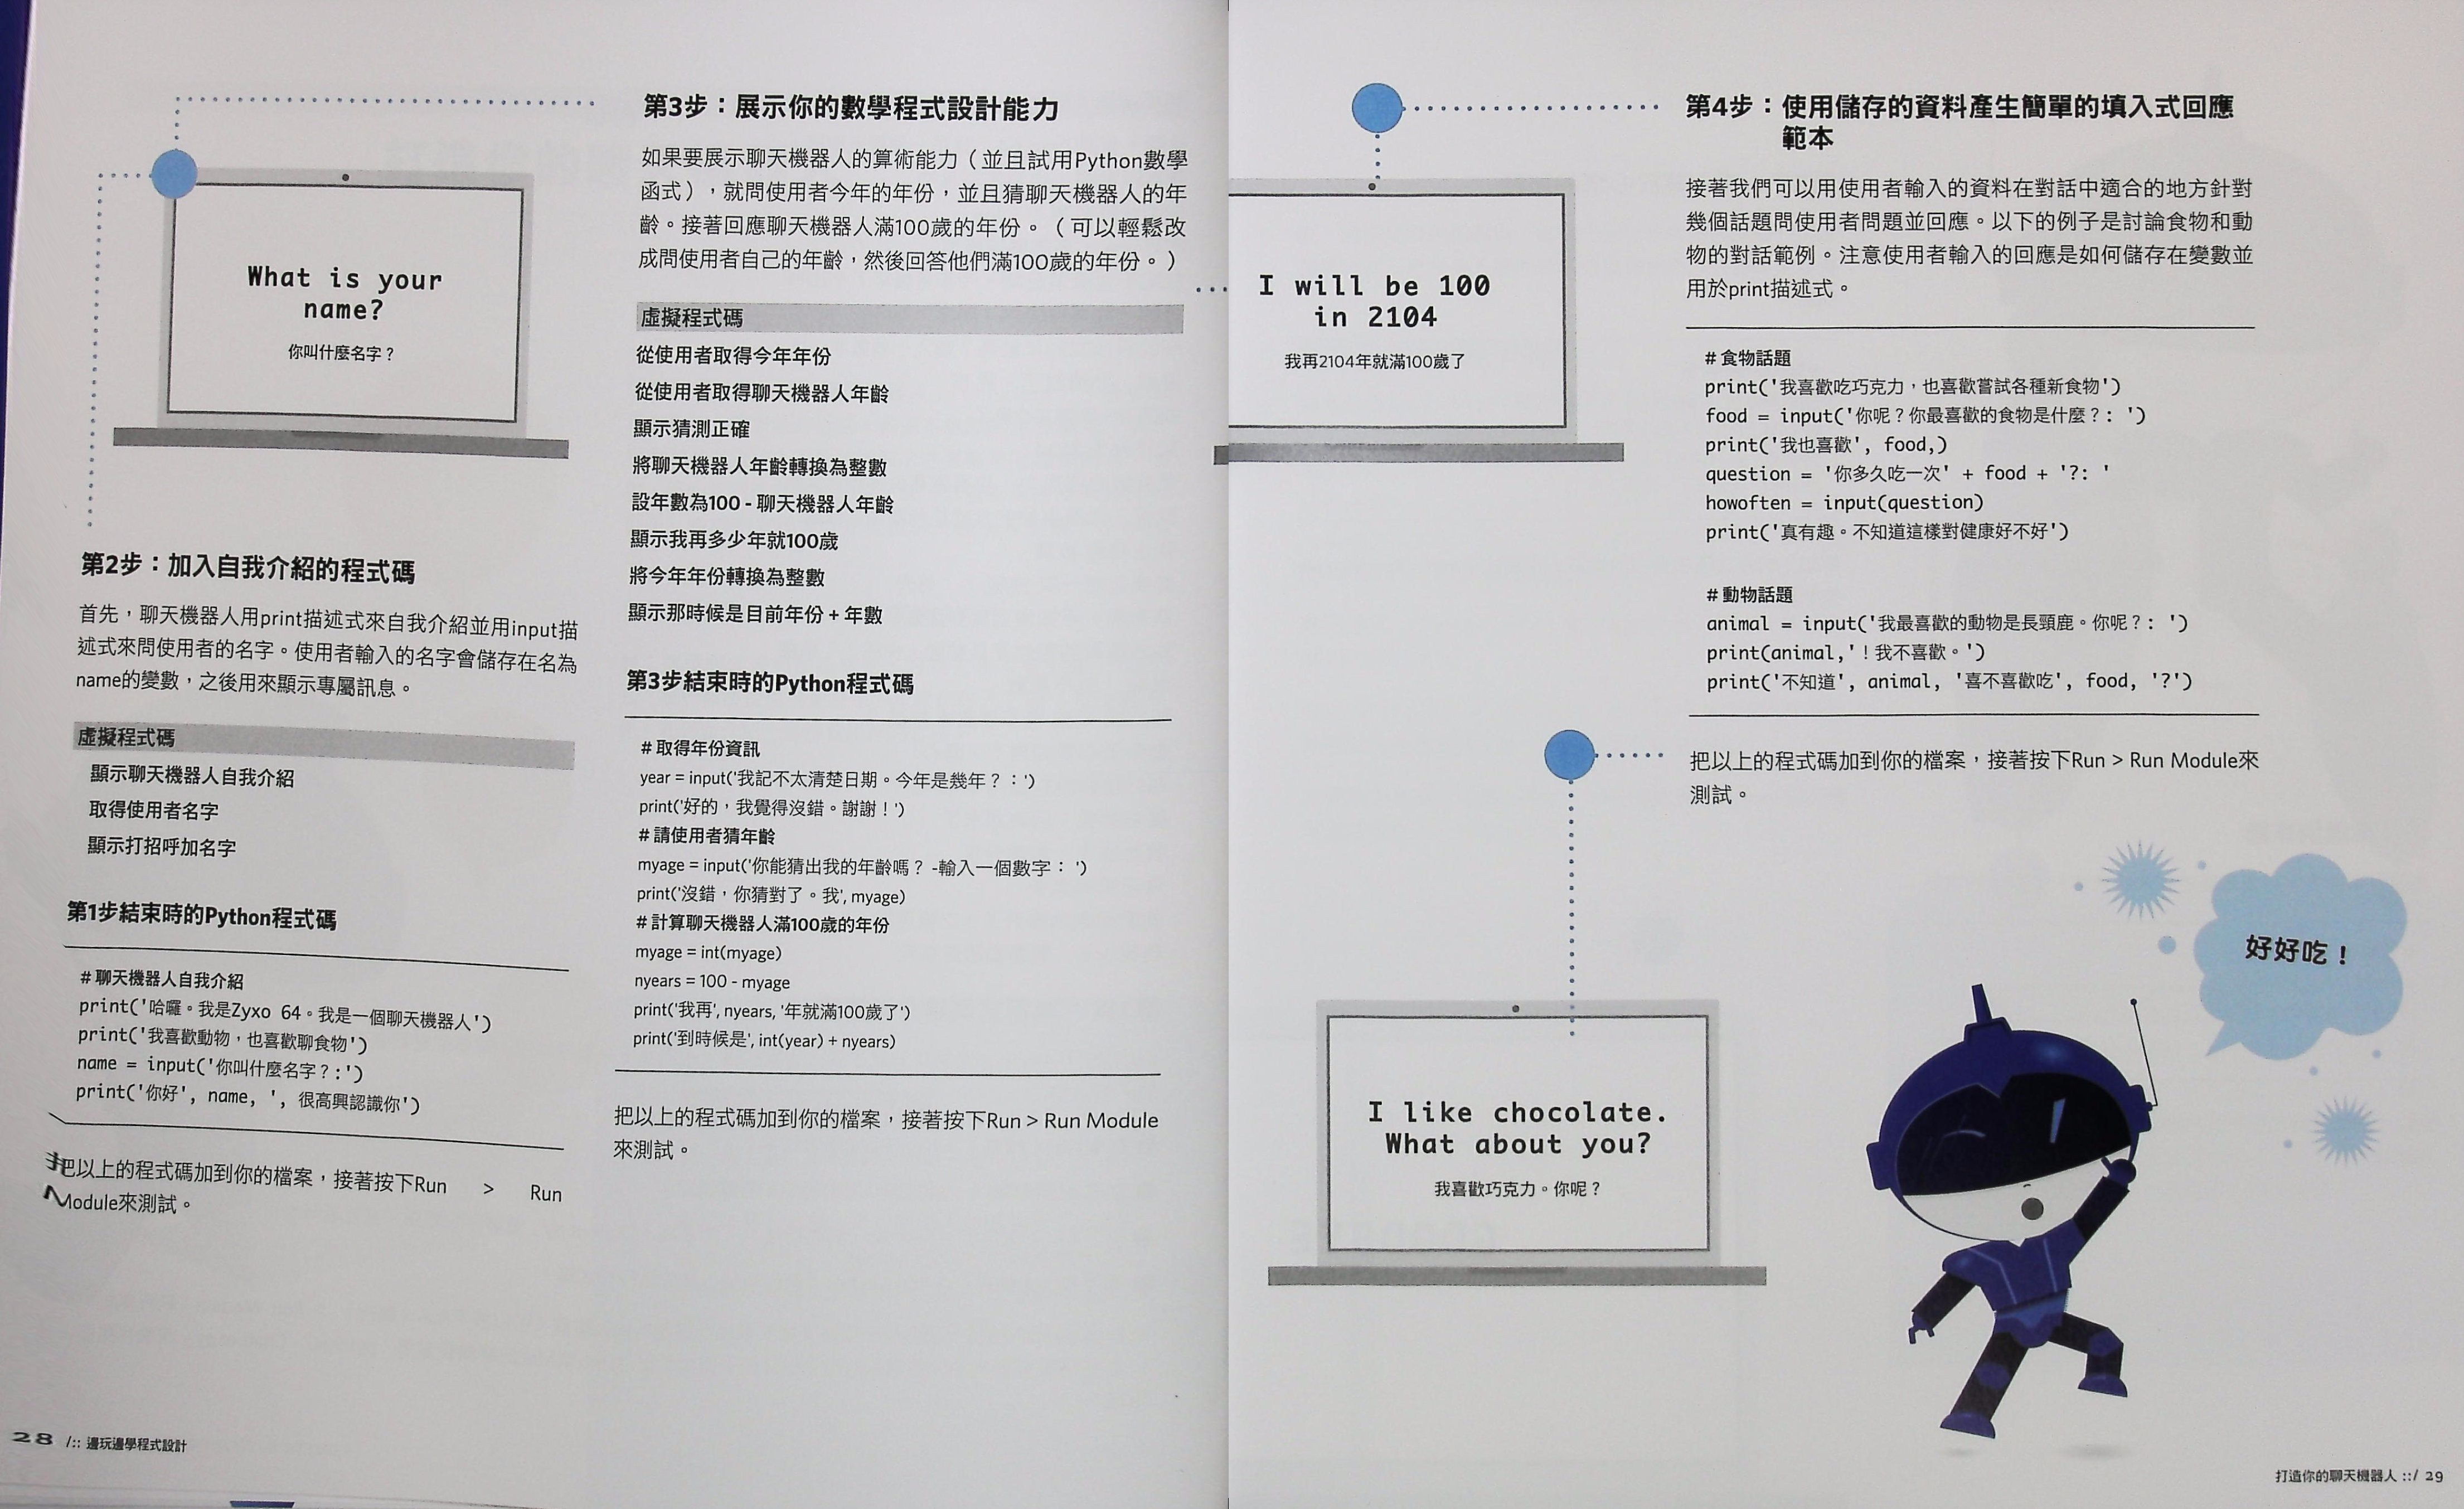 What is your
name?
你叫什麼名字？
第2步：加入自我介紹的程式碼
首先，聊天機器人用print描述式來自我介紹並用input描
述式來問使用者的名字。使用者輸入的名字會儲存在名為
name的變數，之後用來顯示專屬訊息。
虛擬程式碼
顯示聊天機器人自我介紹
取得使用者名字
顯示打招呼加名字
第1步結束時的Python程式碼
# 聊天機器人自我介紹
print('哈囉。我是Zyxo 64。我是一個聊天機器人')
print('我喜歡動物，也喜歡聊食物')
name = input('你叫什麼名字？:')
print('你好', name, ', 很高興認識你')
把以上的程式碼加到你的檔案，接著按下Run > Run
Module來測試。
第3步：展示你的數學程式設計能力
如果要展示聊天機器人的算術能力（並且試用Python數學
函式），就問使用者今年的年份，並且猜聊天機器人的年
齡。接著回應聊天機器人滿100歲的年份。（可以輕鬆改
成問使用者自己的年齡，然後回答他們滿100歲的年份。）
虛擬程式碼
從使用者取得今年年份
從使用者取得聊天機器人年齡
顯示猜測正確
將聊天機器人年齡轉換為整數
設年數為100 - 聊天機器人年齡
顯示我再多少年就100歲
將今年年份轉換為整數
顯示那時候是目前年份 + 年數
第3步結束時的Python程式碼
# 取得年份資訊
year = input('我記不太清楚日期。今年是幾年？：')
print('好的，我覺得沒錯。謝謝！')
# 請使用者猜年齡
myage = input('你能猜出我的年齡嗎？ -輸入一個數字： ')
print('沒錯，你猜對了。我', myage)
# 計算聊天機器人滿100歲的年份
myage = int(myage)
nyears = 100 - myage
print('我再', nyears, '年就滿100歲了')
print('到時候是', int(year) + nyears)
把以上的程式碼加到你的檔案，接著按下Run > Run Module
來測試。
28 /:: 邊玩邊學程式設計
I will be 100
in 2104
我再2104年就滿100歲了
第4步：使用儲存的資料產生簡單的填入式回應
範本
接著我們可以用使用者輸入的資料在對話中適合的地方針對
幾個話題問使用者問題並回應。以下的例子是討論食物和動
物的對話範例。注意使用者輸入的回應是如何儲存在變數並
用於print描述式。
# 食物話題
print('我喜歡吃巧克力，也喜歡嘗試各種新食物')
food = input('你呢？你最喜歡的食物是什麼？: ')
print('我也喜歡', food,)
question = '你多久吃一次' + food + '?: '
howoften = input(question)
print('真有趣。不知道這樣對健康好不好')
# 動物話題
animal = input('我最喜歡的動物是長頸鹿。你呢？: ')
print(animal,'！我不喜歡。')
print('不知道', animal, '喜不喜歡吃', food, '?')
把以上的程式碼加到你的檔案，接著按下Run > Run Module來
測試。
好好吃！
I like chocolate.
What about you?
我喜歡巧克力。你呢？
打造你的聊天機器人 ::/ 29